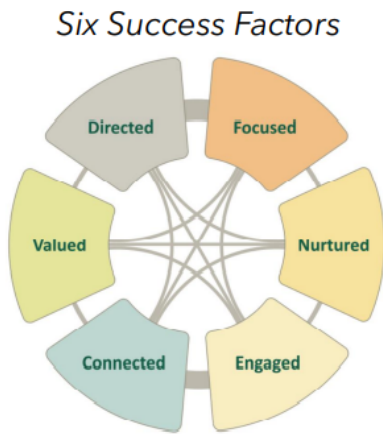 Six Success Factors
Directed
Focused
Valued
Nurtured
Connected
Engaged